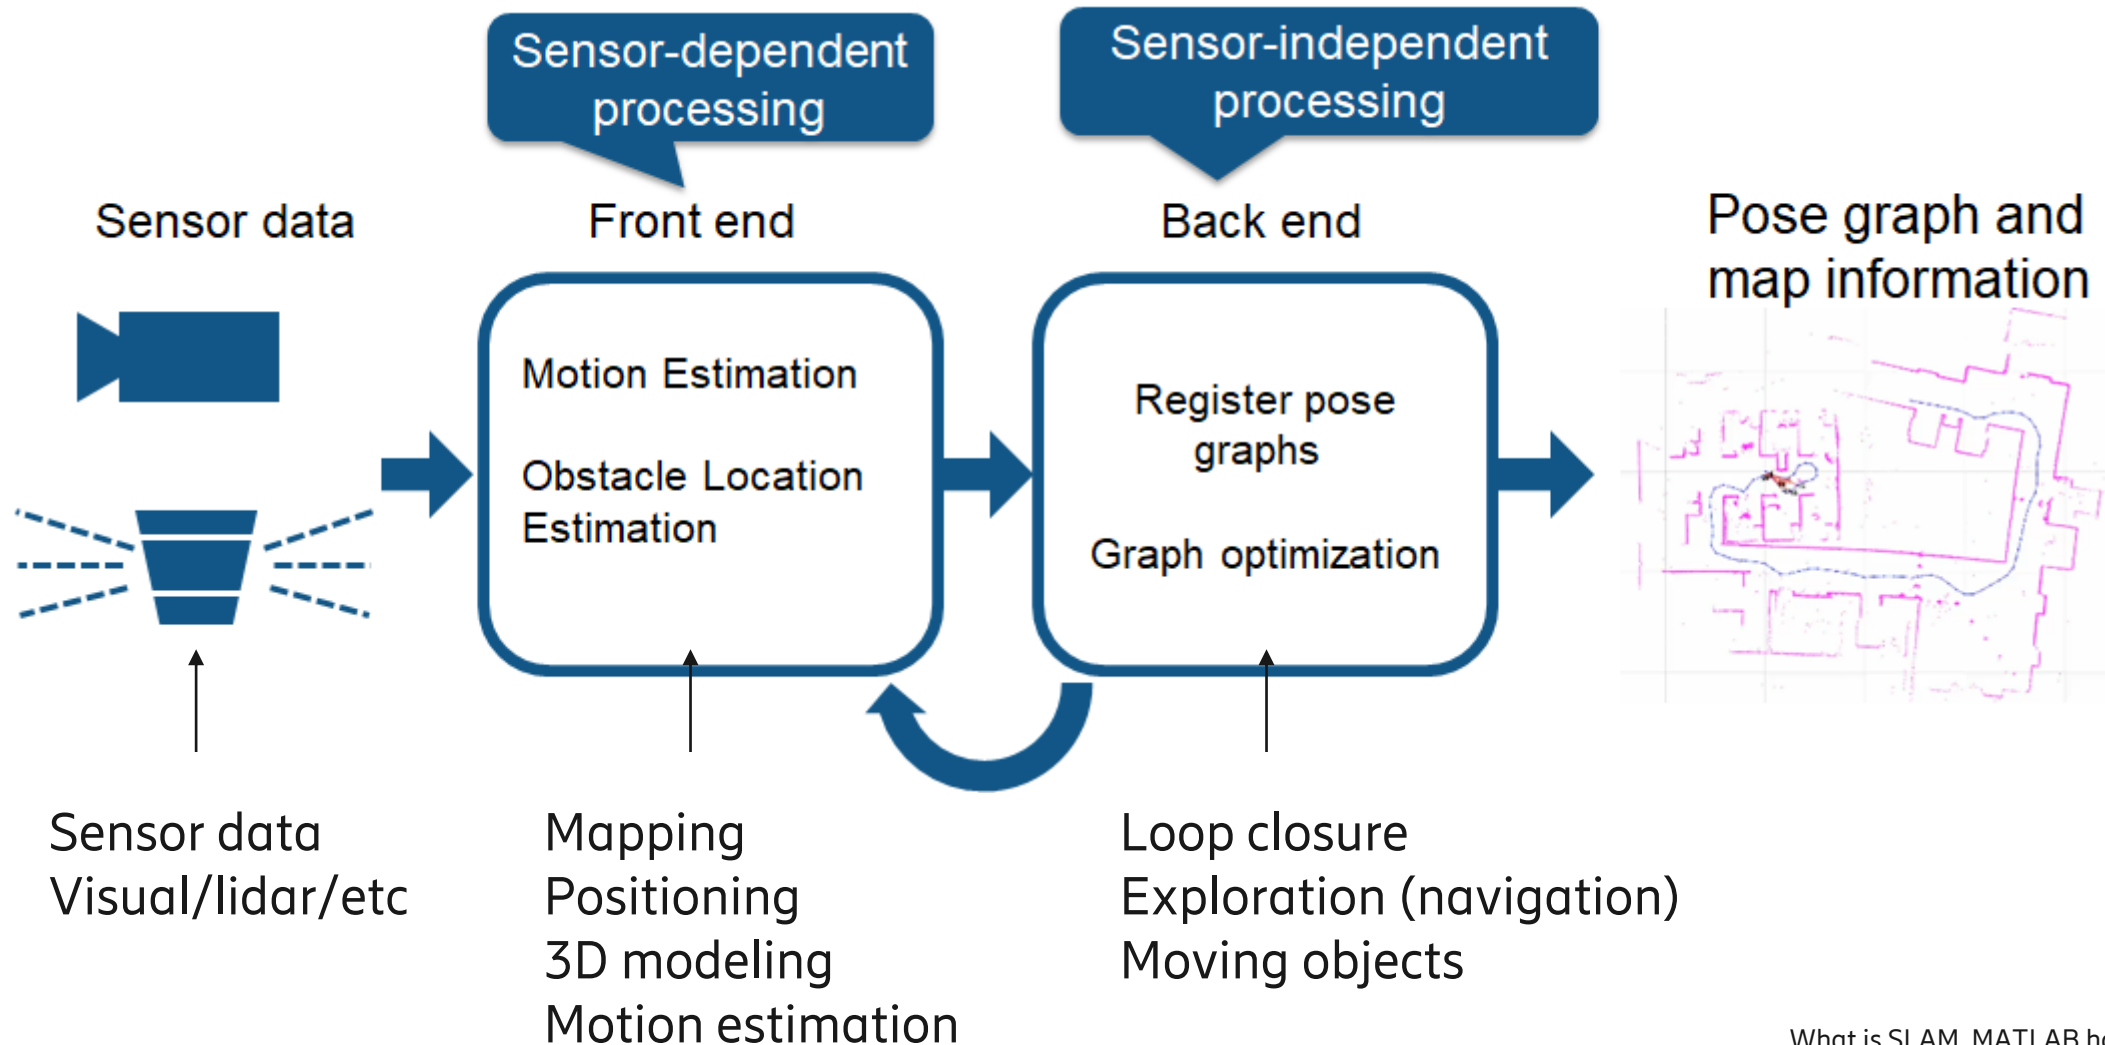 Sensor-dependent
processing
Sensor-independent
processing
Sensor data
Front end
Back end
Pose graph and
map information
Motion Estimation
Obstacle Location
Estimation
Register pose
graphs
Graph optimization
Sensor data
Visual/lidar/etc
Mapping
Positioning
3D modeling
Motion estimation
Loop closure
Exploration (navigation)
Moving objects
What is SLAM, MATLAB